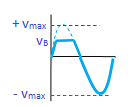 + Vmax
VB
- Vmax